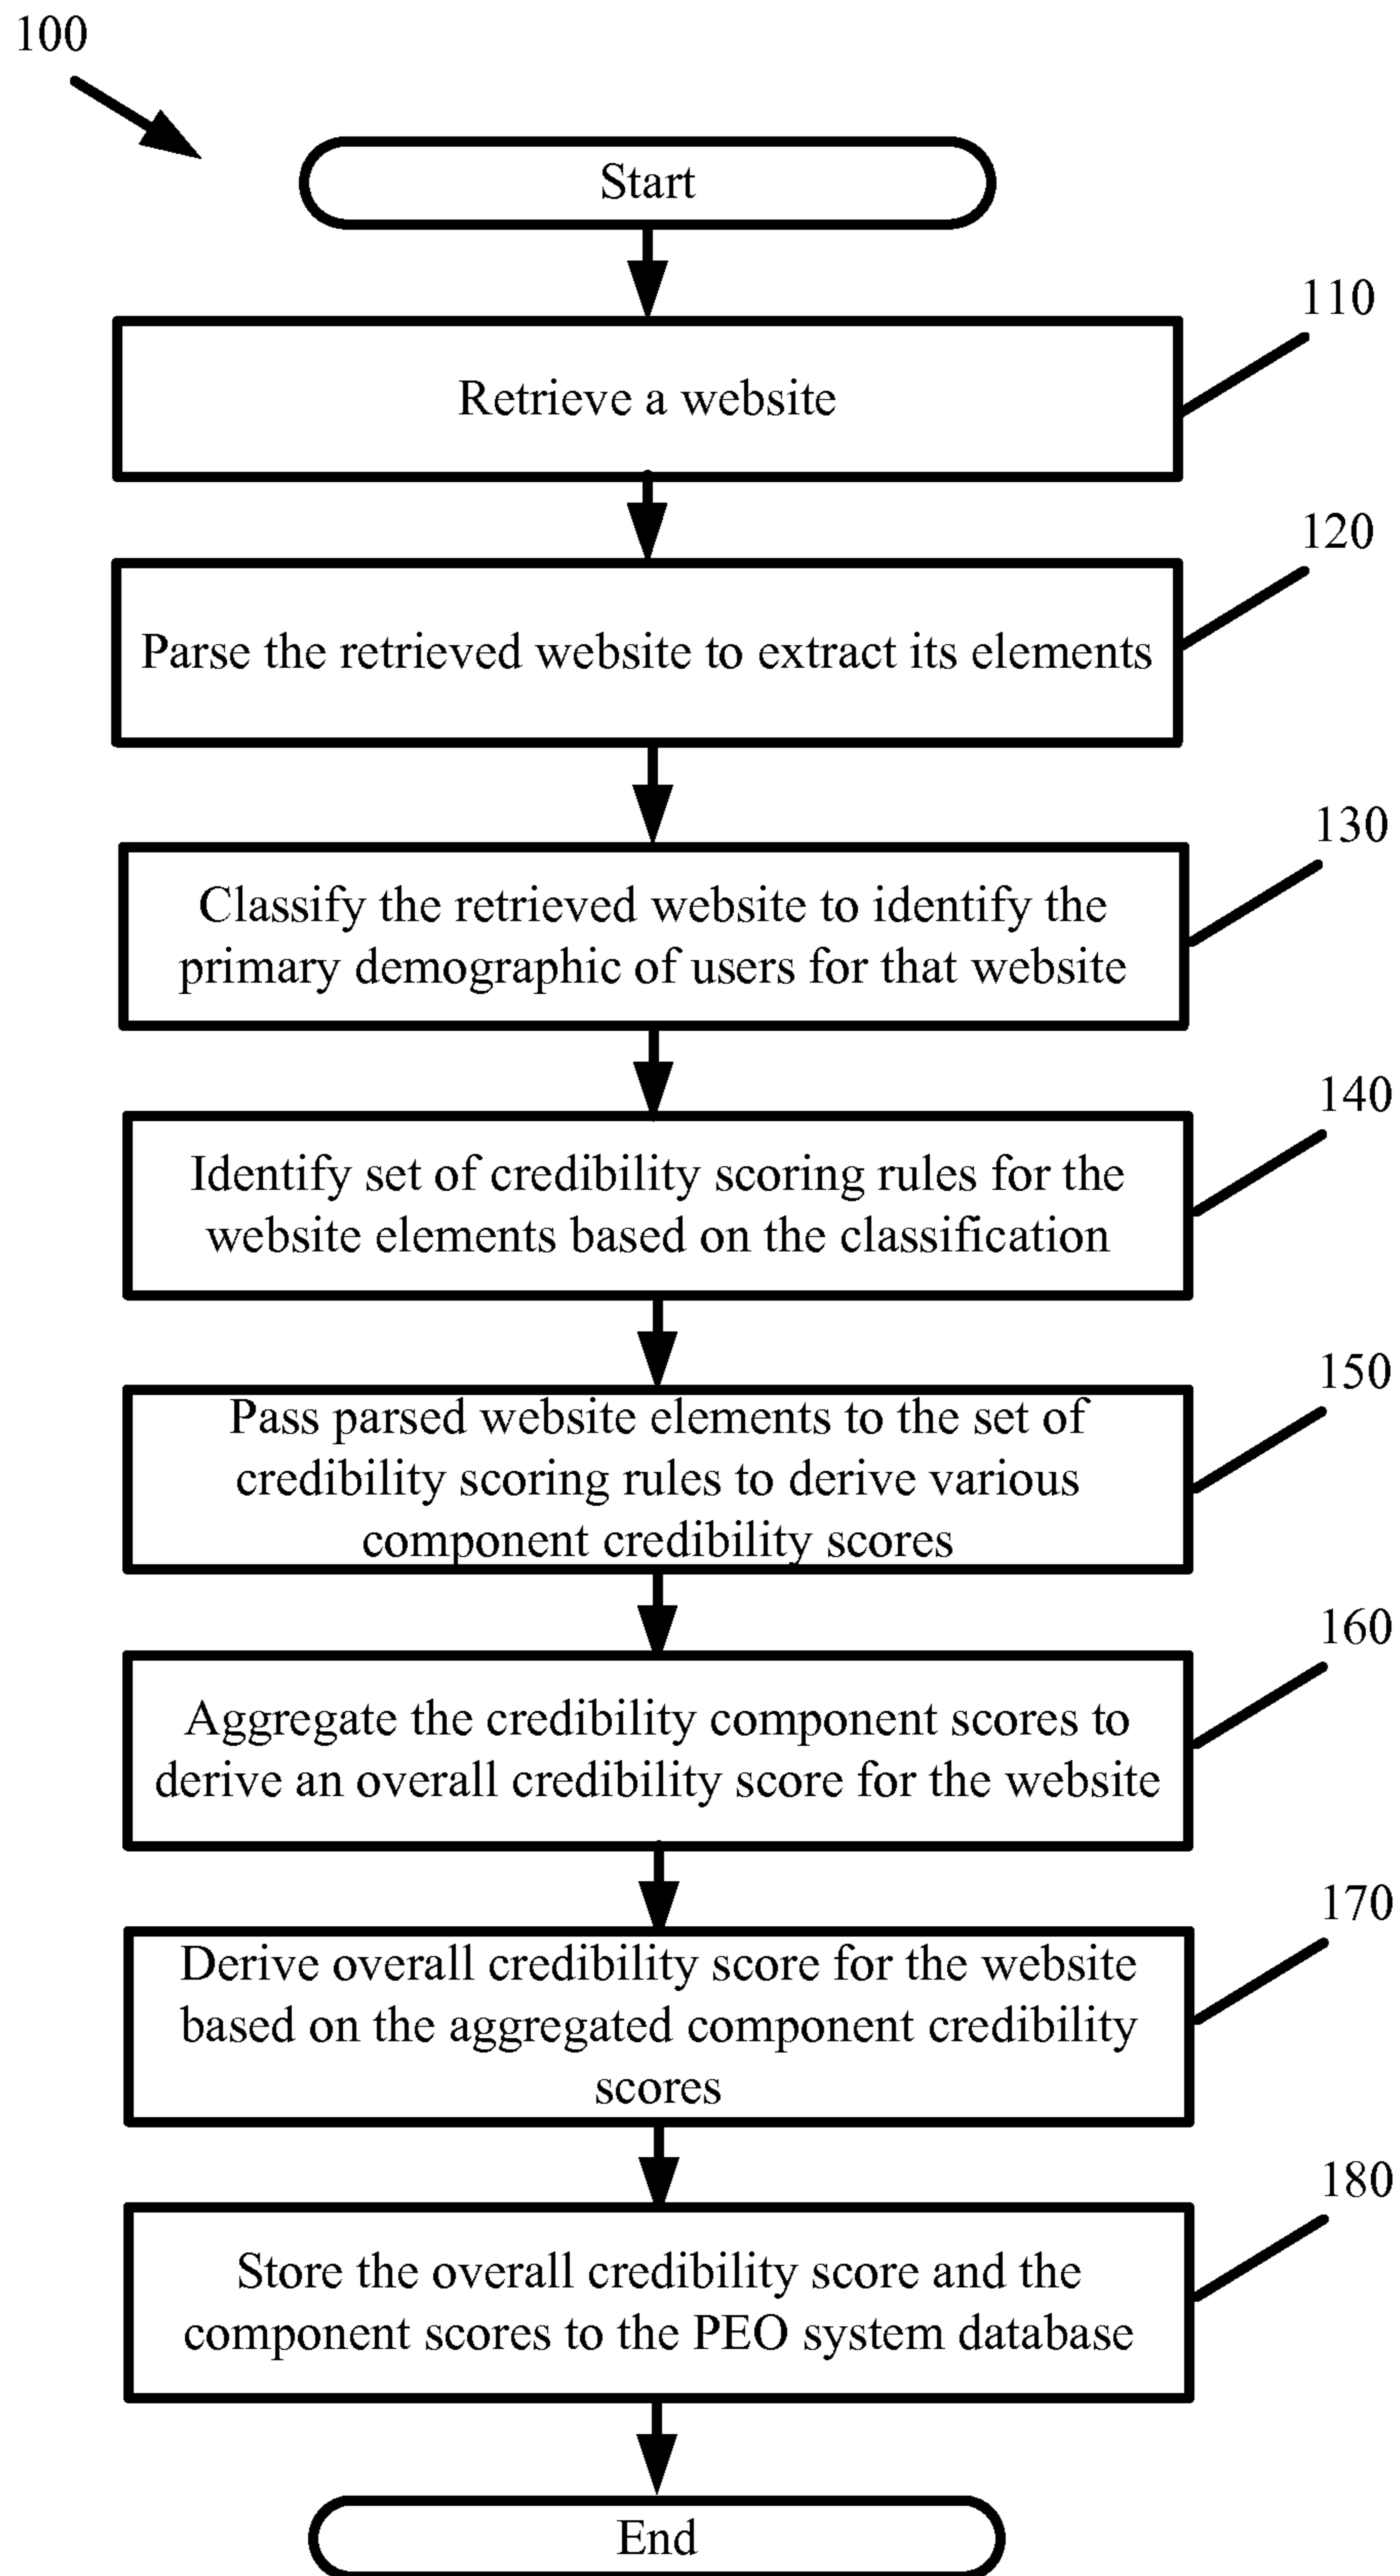 100
Start
110
Retrieve a website
120
Parse the retrieved website to extract its elements
130
Classify the retrieved website to identify the
primary demographic of users for that website
140
Identify set of credibility scoring rules for the
website elements based on the classification
150
Pass parsed website elements to the set of
credibility scoring rules to derive various
component credibility scores
160
Aggregate the credibility component scores to
derive an overall credibility score for the website
170
Derive overall credibility score for the website
based on the aggregated component credibility
scores
180
Store the overall credibility score and the
component scores to the PEO system database
End